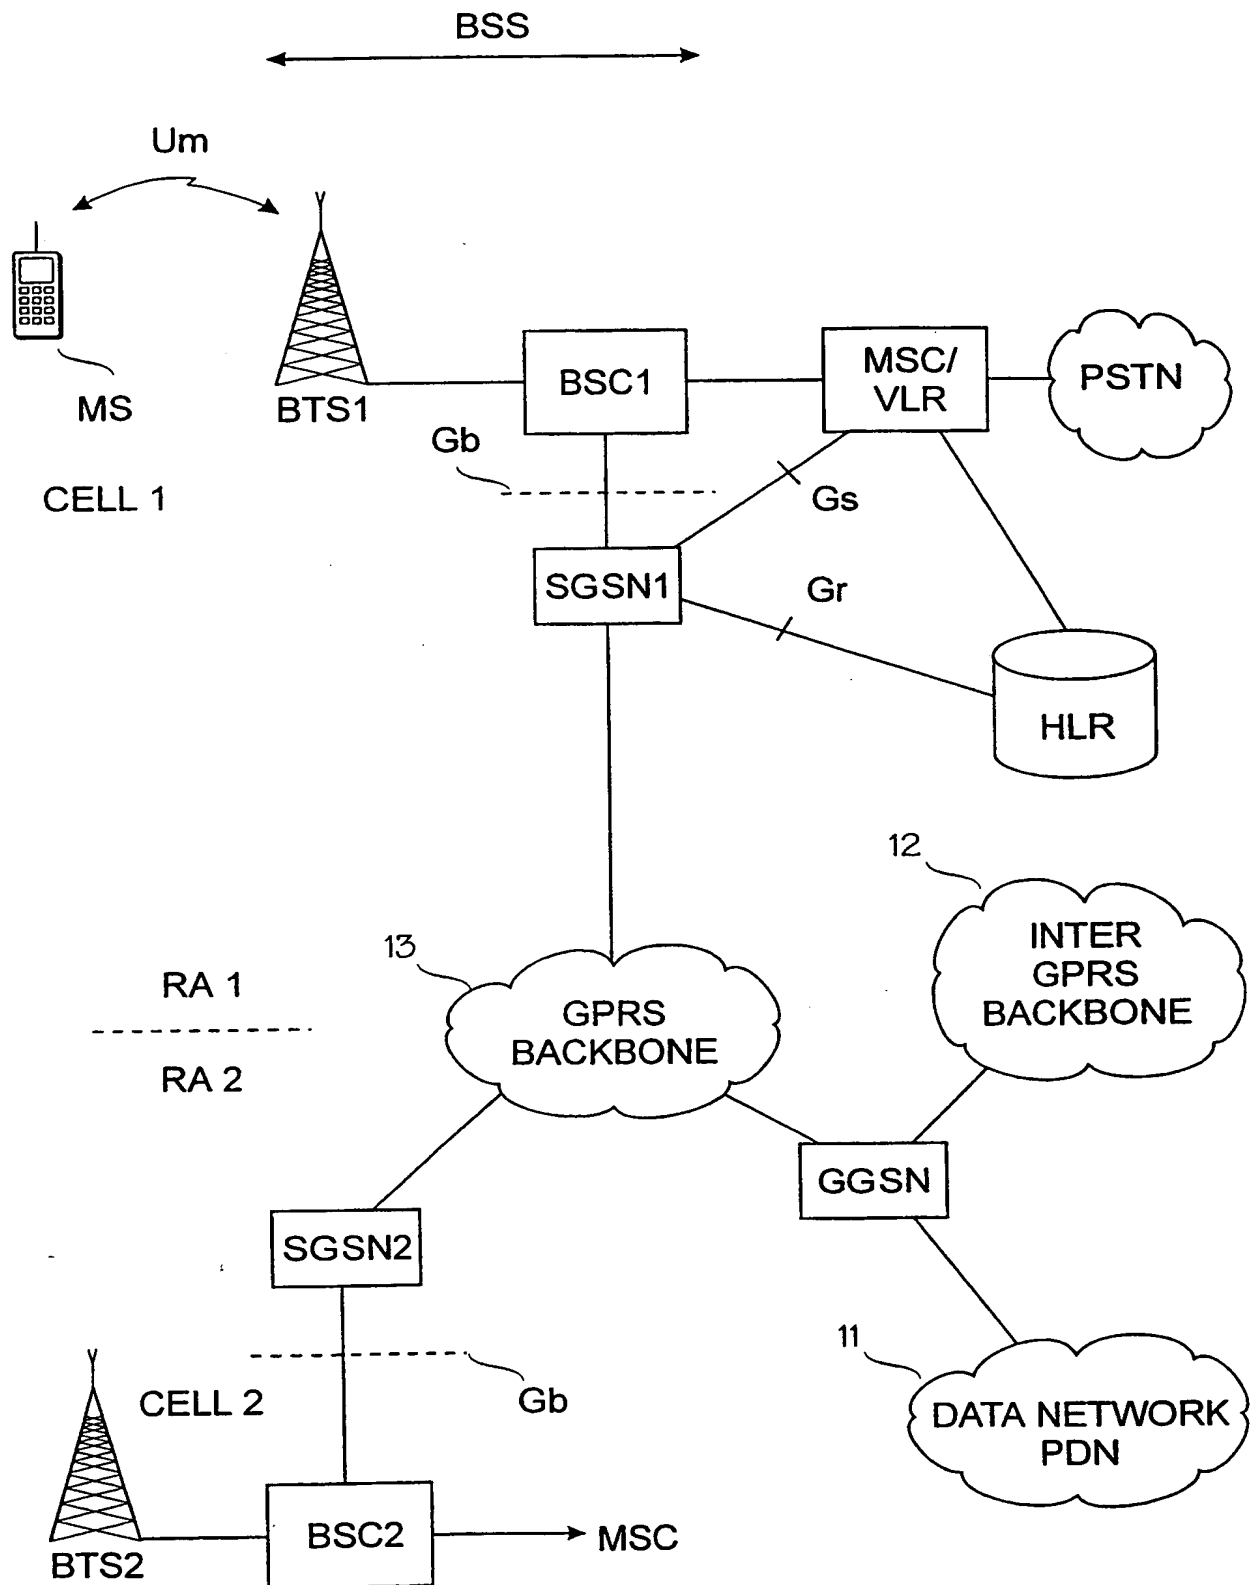 BSS
Um
MS
BTS1
BSC1
MSC/
VLR
PSTN
Gb
CELL 1
Gs
SGSN1
Gr
HLR
12
INTER
GPRS
BACKBONE
13
GPRS
BACKBONE
RA 1
RA 2
GGSN
SGSN2
11
DATA NETWORK
PDN
CELL 2
Gb
BTS2
BSC2
MSC